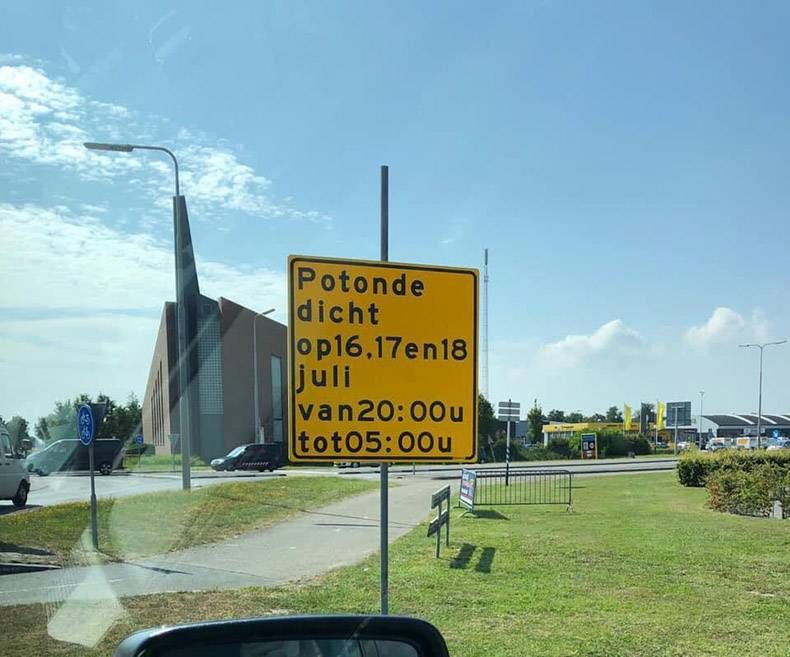 Potonde
dicht
op16,17en18
juli
van20:00u
tot05:00u